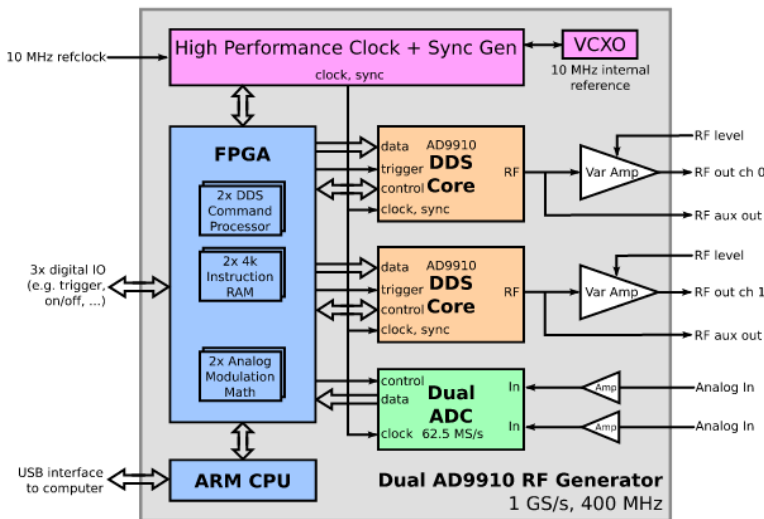 High Performance Clock + Sync Gen
clock, sync
VCXO
10 MHz internal
reference
10 MHz refclock
FPGA
2x DDS
Command
Processor
2x 4k
Instruction
RAM
2x Analog
Modulation
Math
3x digital IO
(e.g. trigger,
on/off, ...)
ARM CPU
USB interface
to computer
data
trigger
control
clock, sync
AD9910
DDS
Core
RF
Var Amp
RF level
RF out ch 0
RF aux out
data
trigger
control
clock, sync
AD9910
DDS
Core
RF
Var Amp
RF level
RF out ch 1
RF aux out
control
data
clock
Dual
ADC
62.5 MS/s
In
In
Amp
Amp
Analog In
Analog In
Dual AD9910 RF Generator
1 GS/s, 400 MHz